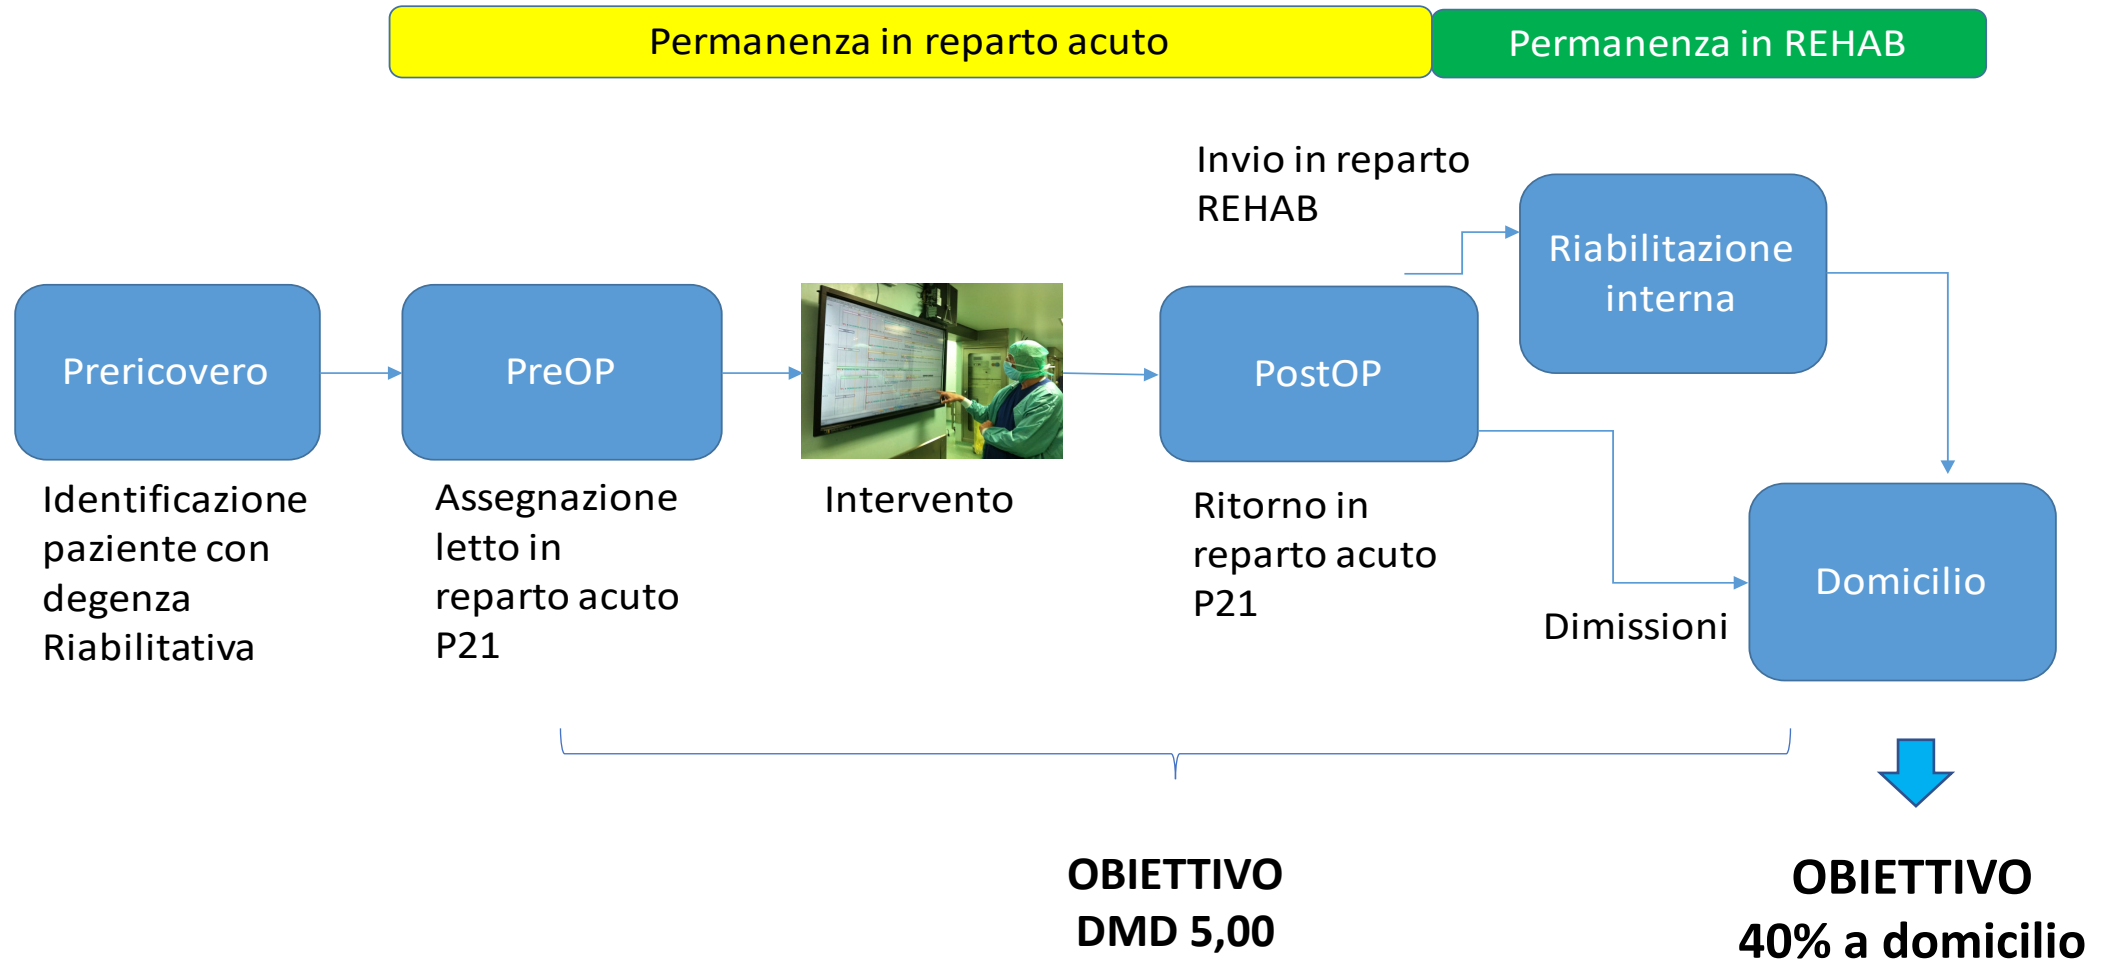 Permanenza in reparto acuto
Permanenza in REHAB
Invio in reparto
REHAB
Riabilitazione
interna
Prericovero
PreOP
PostOP
Identificazione
paziente con
degenza
Riabilitativa
Assegnazione
letto in
reparto acuto
P21
Intervento
Ritorno in
reparto acuto
P21
Domicilio
Dimissioni
OBIETTIVO
DMD 5,00
OBIETTIVO
40% a domicilio